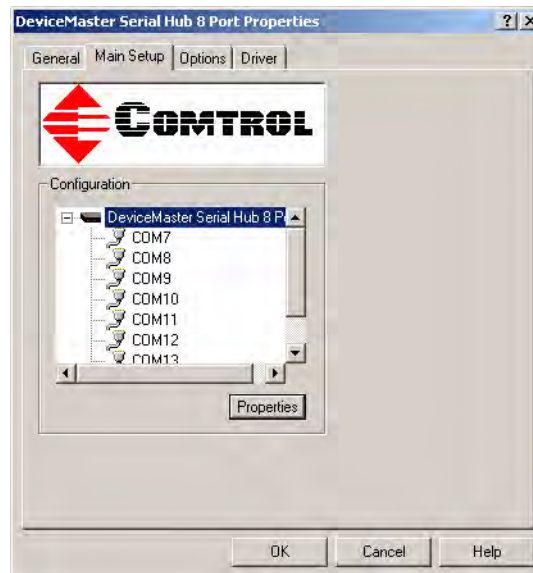 DeviceMaster Serial Hub 8 Port Properties
General Main Setup Options Driver
COMTROL
Configuration
DeviceMaster Serial Hub 8 P
COM7
COM8
COM9
COM10
COM11
COM12
COM13
Properties
OK Cancel Help